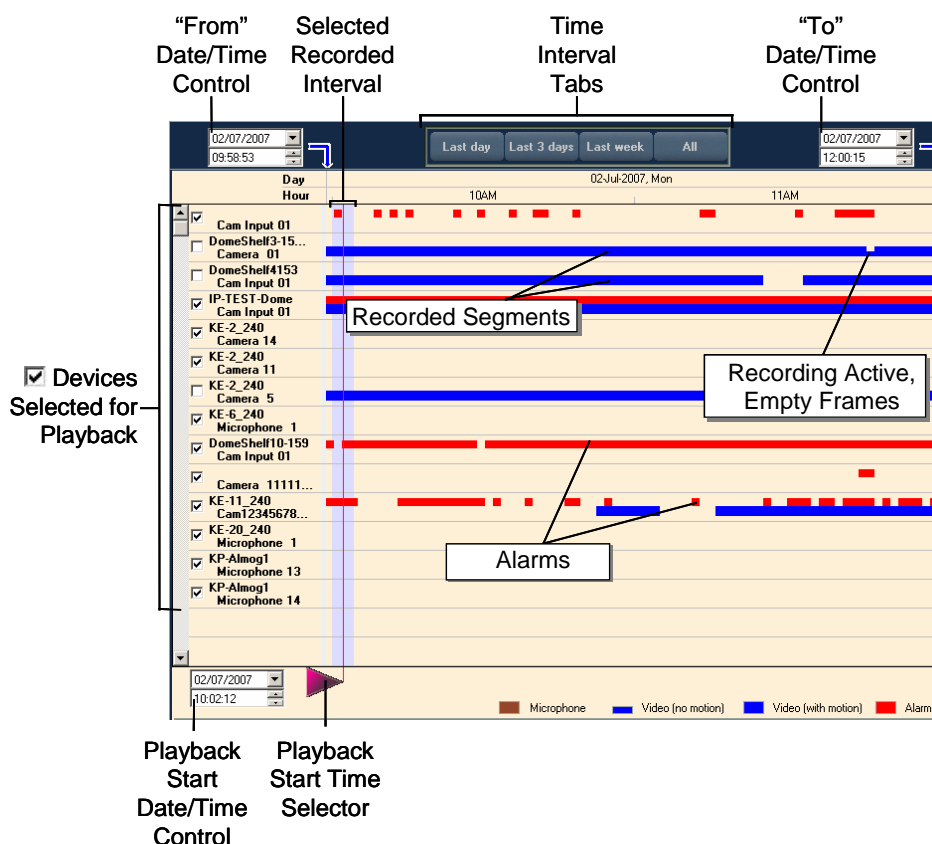 “From”
Date/Time
Control
Selected
Recorded
Interval
Time
Interval
Tabs
“To”
Date/Time
Control
02/07/2007
09:58:53
Last day
Last 3 days
Last week
All
02/07/2007
12:00:15
Day
02-Jul-2007, Mon
Hour
10AM
11AM
Cam Input 01
DomeShelf3-15...
Camera 01
DomeShelf4153
Cam Input 01
IP-TEST-Dome
Cam Input 01
KE-2_240
Camera 14
KE-2_240
Camera 11
KE-2_240
Camera 5
KE-6_240
Microphone 1
DomeShelf10-159
Cam Input 01
Camera 11111...
KE-11_240
Cam12345678...
KE-20_240
Microphone 1
KP-Almog1
Microphone 13
KP-Almog1
Microphone 14
Recorded Segments
Recording Active,
Empty Frames
Alarms
Devices
Selected for
Playback
02/07/2007
10:02:12
Microphone
Video (no motion)
Video (with motion)
Alarm
Playback
Start
Date/Time
Control
Playback
Start Time
Selector